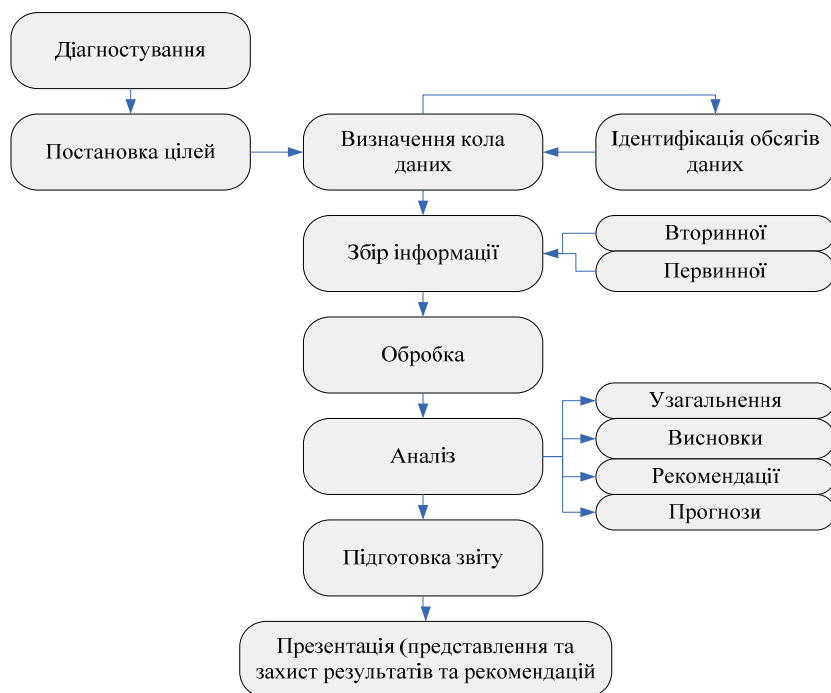 Діагностування
Постановка цілей
Визначення кола
даних
Ідентифікація обсягів
даних
Збір інформації
Вторинної
Первинної
Обробка
Аналіз
Узагальнення
Висновки
Рекомендації
Прогнози
Підготовка звіту
Презентація (представлення та
захист результатів та рекомендацій